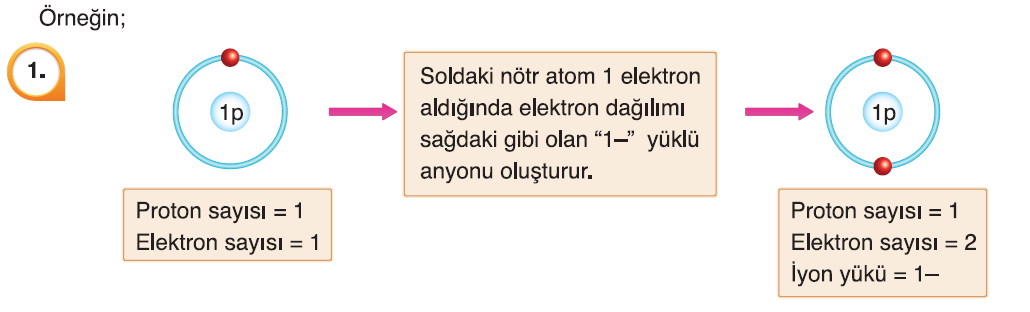 Örneğin;
1.
1p
Proton sayısı = 1
Elektron sayısı = 1
Soldaki nötr atom 1 elektron
aldığında elektron dağılımı
sağdaki gibi olan “1–” yüklü
anyonu oluşturur.
1p
Proton sayısı = 1
Elektron sayısı = 2
İyon yükü = 1–